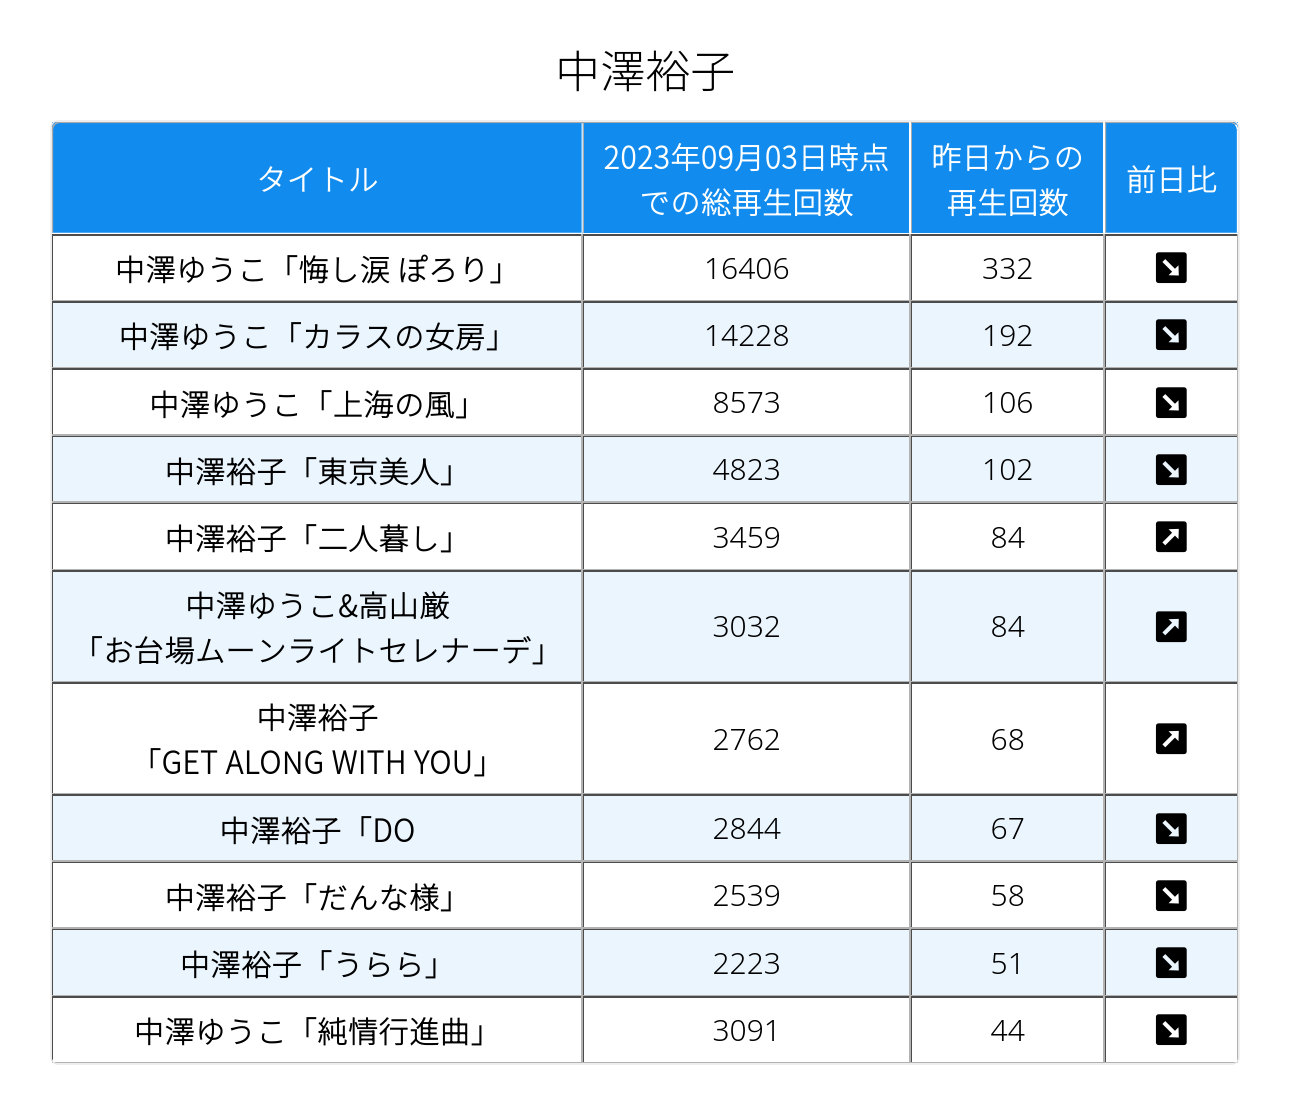 中澤裕子
タイトル
2023年09月03日時点
での総再生回数
昨日からの
再生回数
前日比
中澤ゆうこ「悔し涙 ぽろり」 16406 332
中澤ゆうこ「カラスの女房」 14228 192
中澤ゆうこ「上海の風」 8573 106
中澤裕子「東京美人」 4823 102
中澤裕子「二人暮し」 3459 84
中澤ゆうこ&高山厳
「お台場ムーンライトセレナーデ」 3032 84
中澤裕子
「GET ALONG WITH YOU」 2762 68
中澤裕子「DO 2844 67
中澤裕子「だんな様」 2539 58
中澤裕子「うらら」 2223 51
中澤ゆうこ「純情行進曲」 3091 44